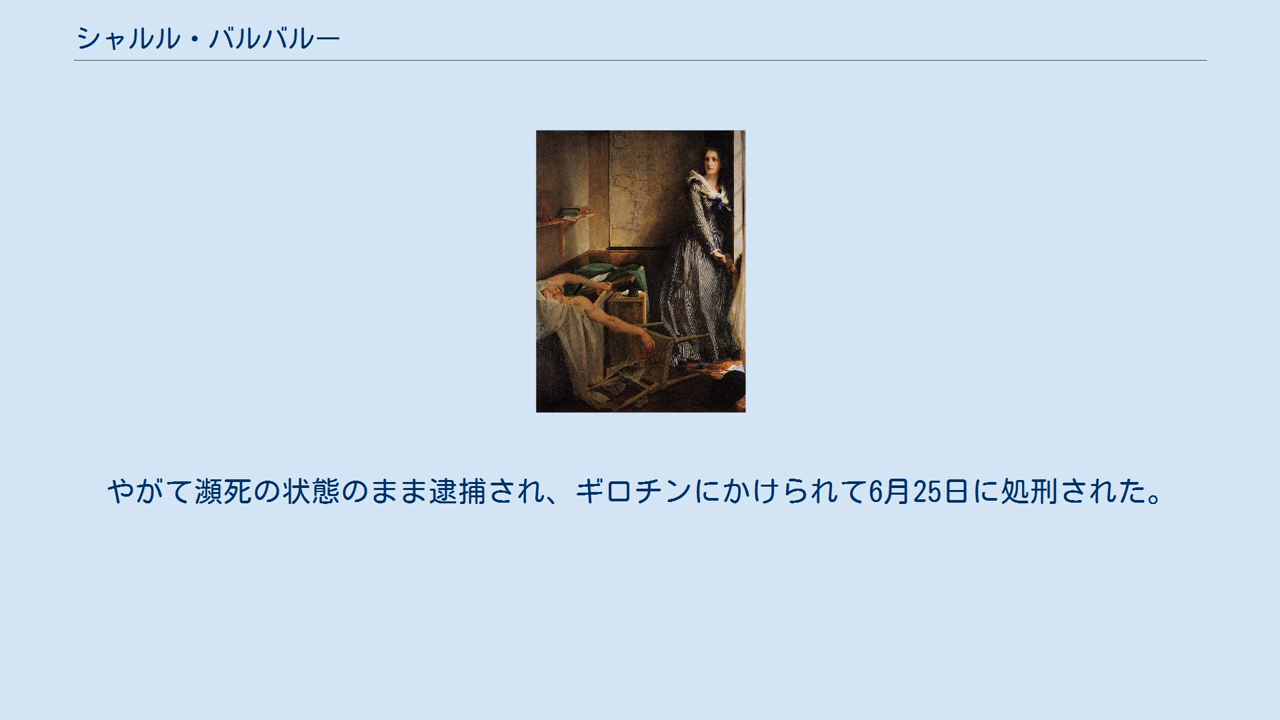 シャルル・バルバルー
やがて瀕死の状態のまま逮捕され、ギロチンにかけられて6月25日に処刑された。